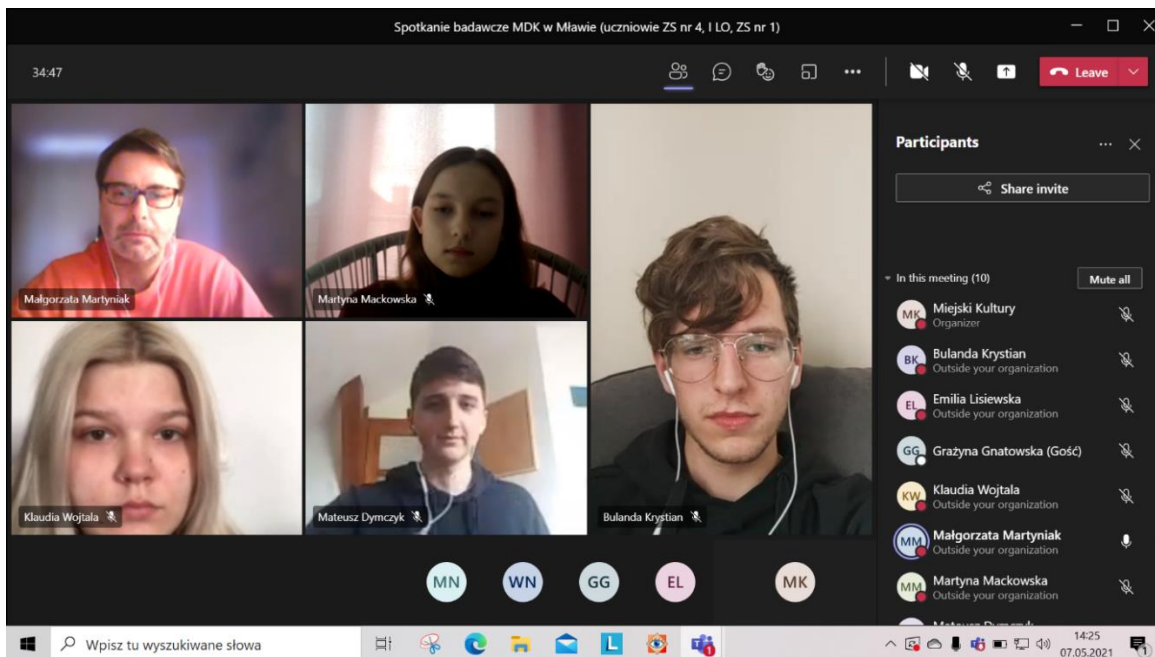 Spotkanie badawcze MDK w Mławie (uczniowie ZS nr 4, I LO, ZS nr 1)
34:47
Leave
Małgorzata Martyniak
Martyna Mackowska
Klaudia Wojtala
Mateusz Dymczyk
Bulanda Krystian
MN
WN
GG
EL
MK
Participants
Share invite
In this meeting (10)
Mute all
MK
Miejski Kultury
Organizer
BK
Bulanda Krystian
Outside your organization
EL
Emilia Lisiewska
Outside your organization
GG
Grażyna Gnatowska (Gość)
KW
Klaudia Wojtala
Outside your organization
MM
Małgorzata Martyniak
Outside your organization
MM
Martyna Mackowska
Outside your organization
Wpisz tu wyszukiwane słowa
L
14:25
07.05.2021
1